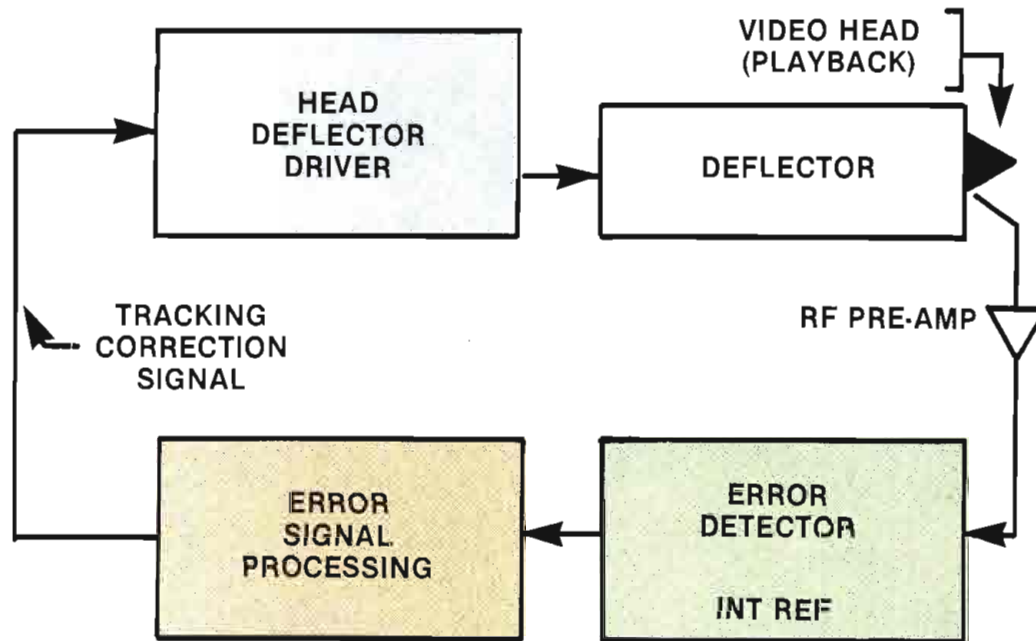 VIDEO HEAD
(PLAYBACK)
HEAD
DEFLECTOR
DRIVER
DEFLECTOR
TRACKING
CORRECTION
SIGNAL
RF PRE-AMP
ERROR
SIGNAL
PROCESSING
ERROR
DETECTOR
INT REF